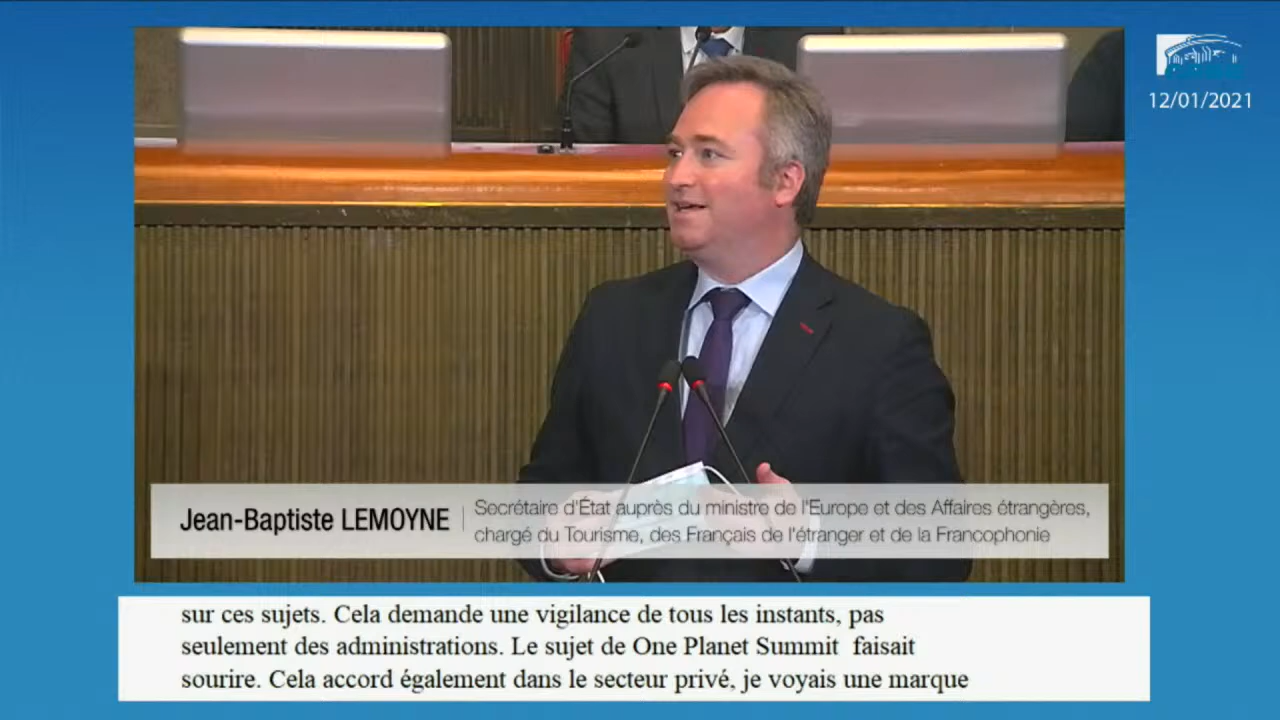 12/01/2021
Jean-Baptiste LEMOYNE
Secrétaire d'État auprès du ministre de l'Europe et des Affaires étrangères,
chargé du Tourisme, des Français de l'étranger et de la Francophonie
sur ces sujets. Cela demande une vigilance de tous les instants, pas
seulement des administrations. Le sujet de One Planet Summit  faisait
sourire. Cela accord également dans le secteur privé, je voyais une marque